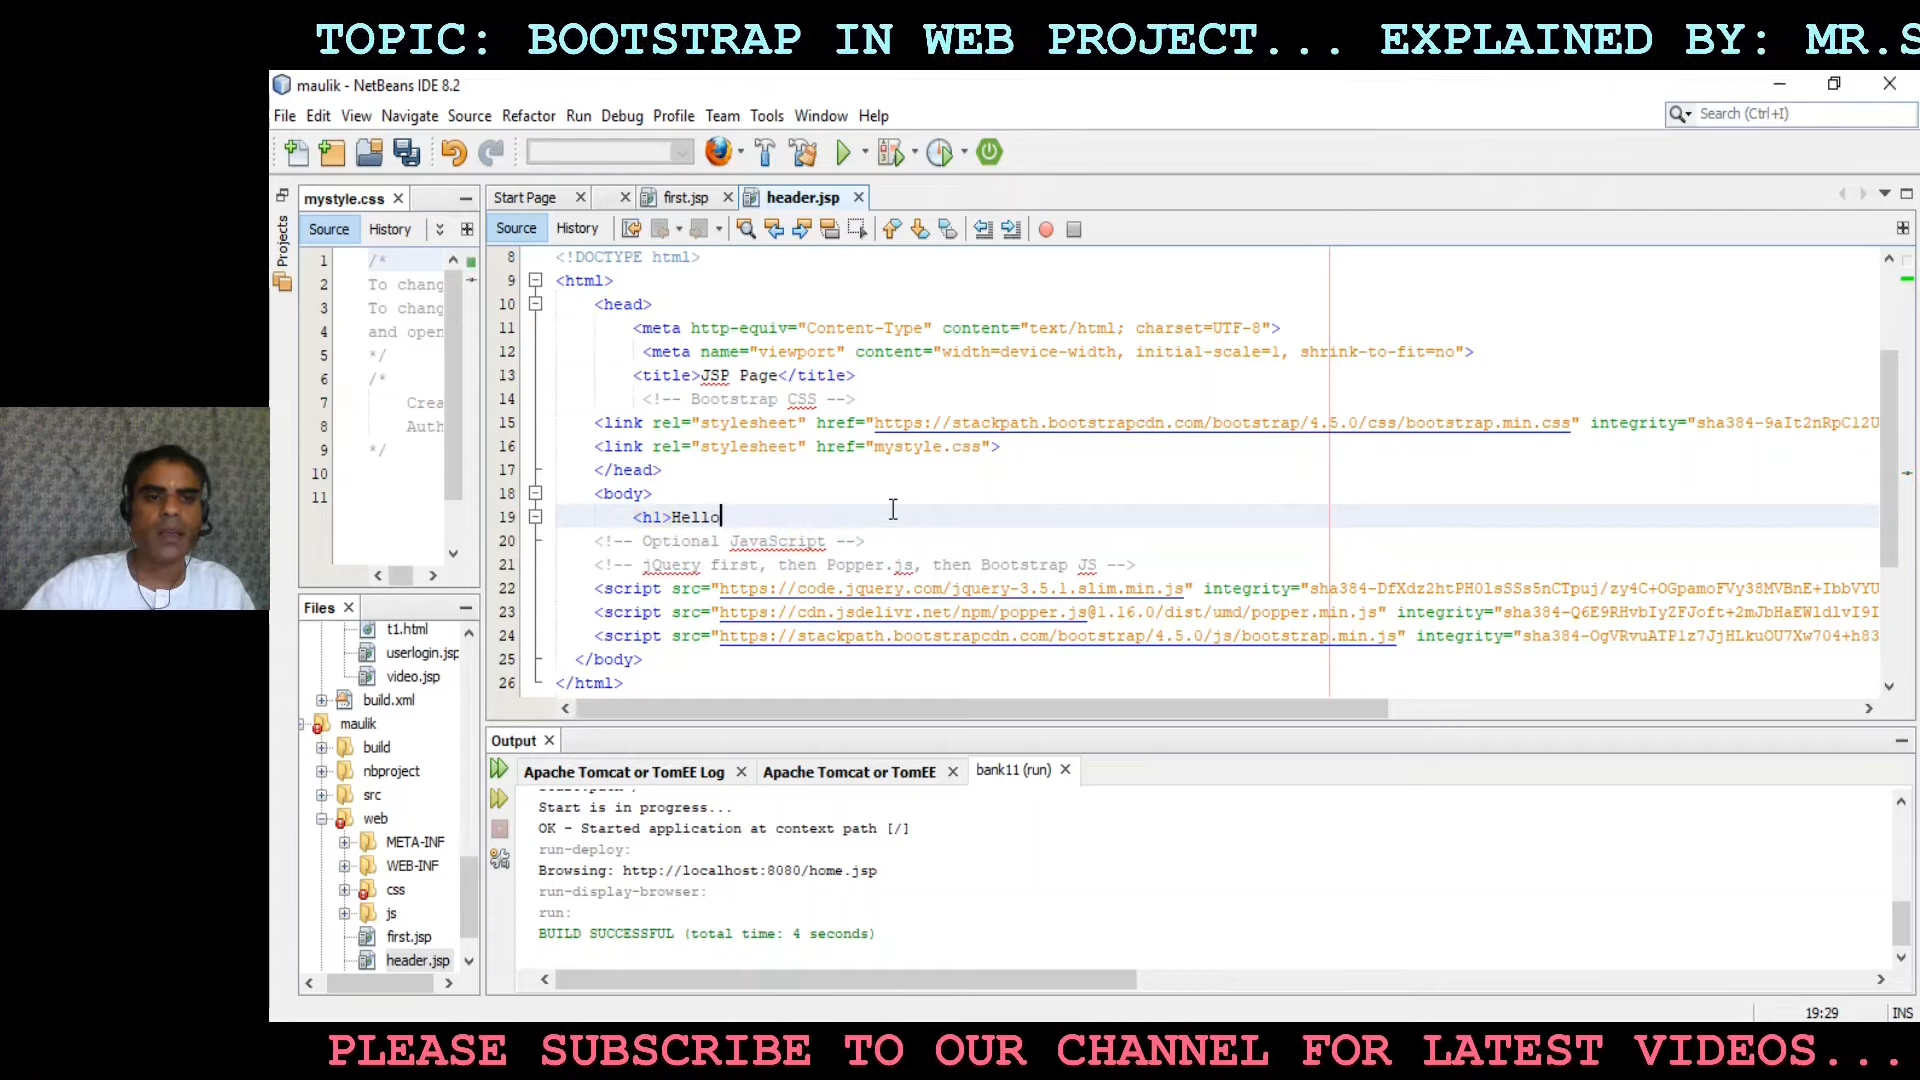 TOPIC: BOOTSTRAP IN WEB PROJECT... EXPLAINED BY: MR.S
maulik - NetBeans IDE 8.2
File Edit View Navigate Source Refactor Run Debug Profile Team Tools Window Help
Search (Ctrl+I)
Projects
mystyle.css
Source History
1 /*
2 To chang
3 To chang
4 and open
5 */
6 /*
7 Crea
8 Auth
9 */
10
11
Start Page first.jsp header.jsp
Source History
8 <!DOCTYPE html>
9 <html>
10 <head>
11 <meta http-equiv="Content-Type" content="text/html; charset=UTF-8">
12 <meta name="viewport" content="width=device-width, initial-scale=1, shrink-to-fit=no">
13 <title>JSP Page</title>
14 <!-- Bootstrap CSS -->
15 <link rel="stylesheet" href="https://stackpath.bootstrapcdn.com/bootstrap/4.5.0/css/bootstrap.min.css" integrity="sha384-9aIt2nRpC12U
16 <link rel="stylesheet" href="mystyle.css">
17 </head>
18 <body>
19 <h1>Hello
20 <!-- Optional JavaScript -->
21 <!-- jQuery first, then Popper.js, then Bootstrap JS -->
22 <script src="https://code.jquery.com/jquery-3.5.1.slim.min.js" integrity="sha384-DfXdz2htPH0lsSSs5nCTpuj/zy4C+OGpamoFVy38MVBnE+IbbVYU
23 <script src="https://cdn.jsdelivr.net/npm/popper.js@1.16.0/dist/umd/popper.min.js" integrity="sha384-Q6E9RHvbIyZFJoft+2mJbHaEWldlvI9I
24 <script src="https://stackpath.bootstrapcdn.com/bootstrap/4.5.0/js/bootstrap.min.js" integrity="sha384-OgVRvuATP1z7JjHLkuOU7Xw704+h83
25 </body>
26 </html>
Files
t1.html
userlogin.jsp
video.jsp
build.xml
maulik
build
nbproject
src
web
META-INF
WEB-INF
css
js
first.jsp
header.jsp
Output
Apache Tomcat or TomEE Log Apache Tomcat or TomEE bank11 (run)
Start is in progress...
OK - Started application at context path [/]
run-deploy:
Browsing: http://localhost:8080/home.jsp
run-display-browser:
run:
BUILD SUCCESSFUL (total time: 4 seconds)
19:29 INS
PLEASE SUBSCRIBE TO OUR CHANNEL FOR LATEST VIDEOS...